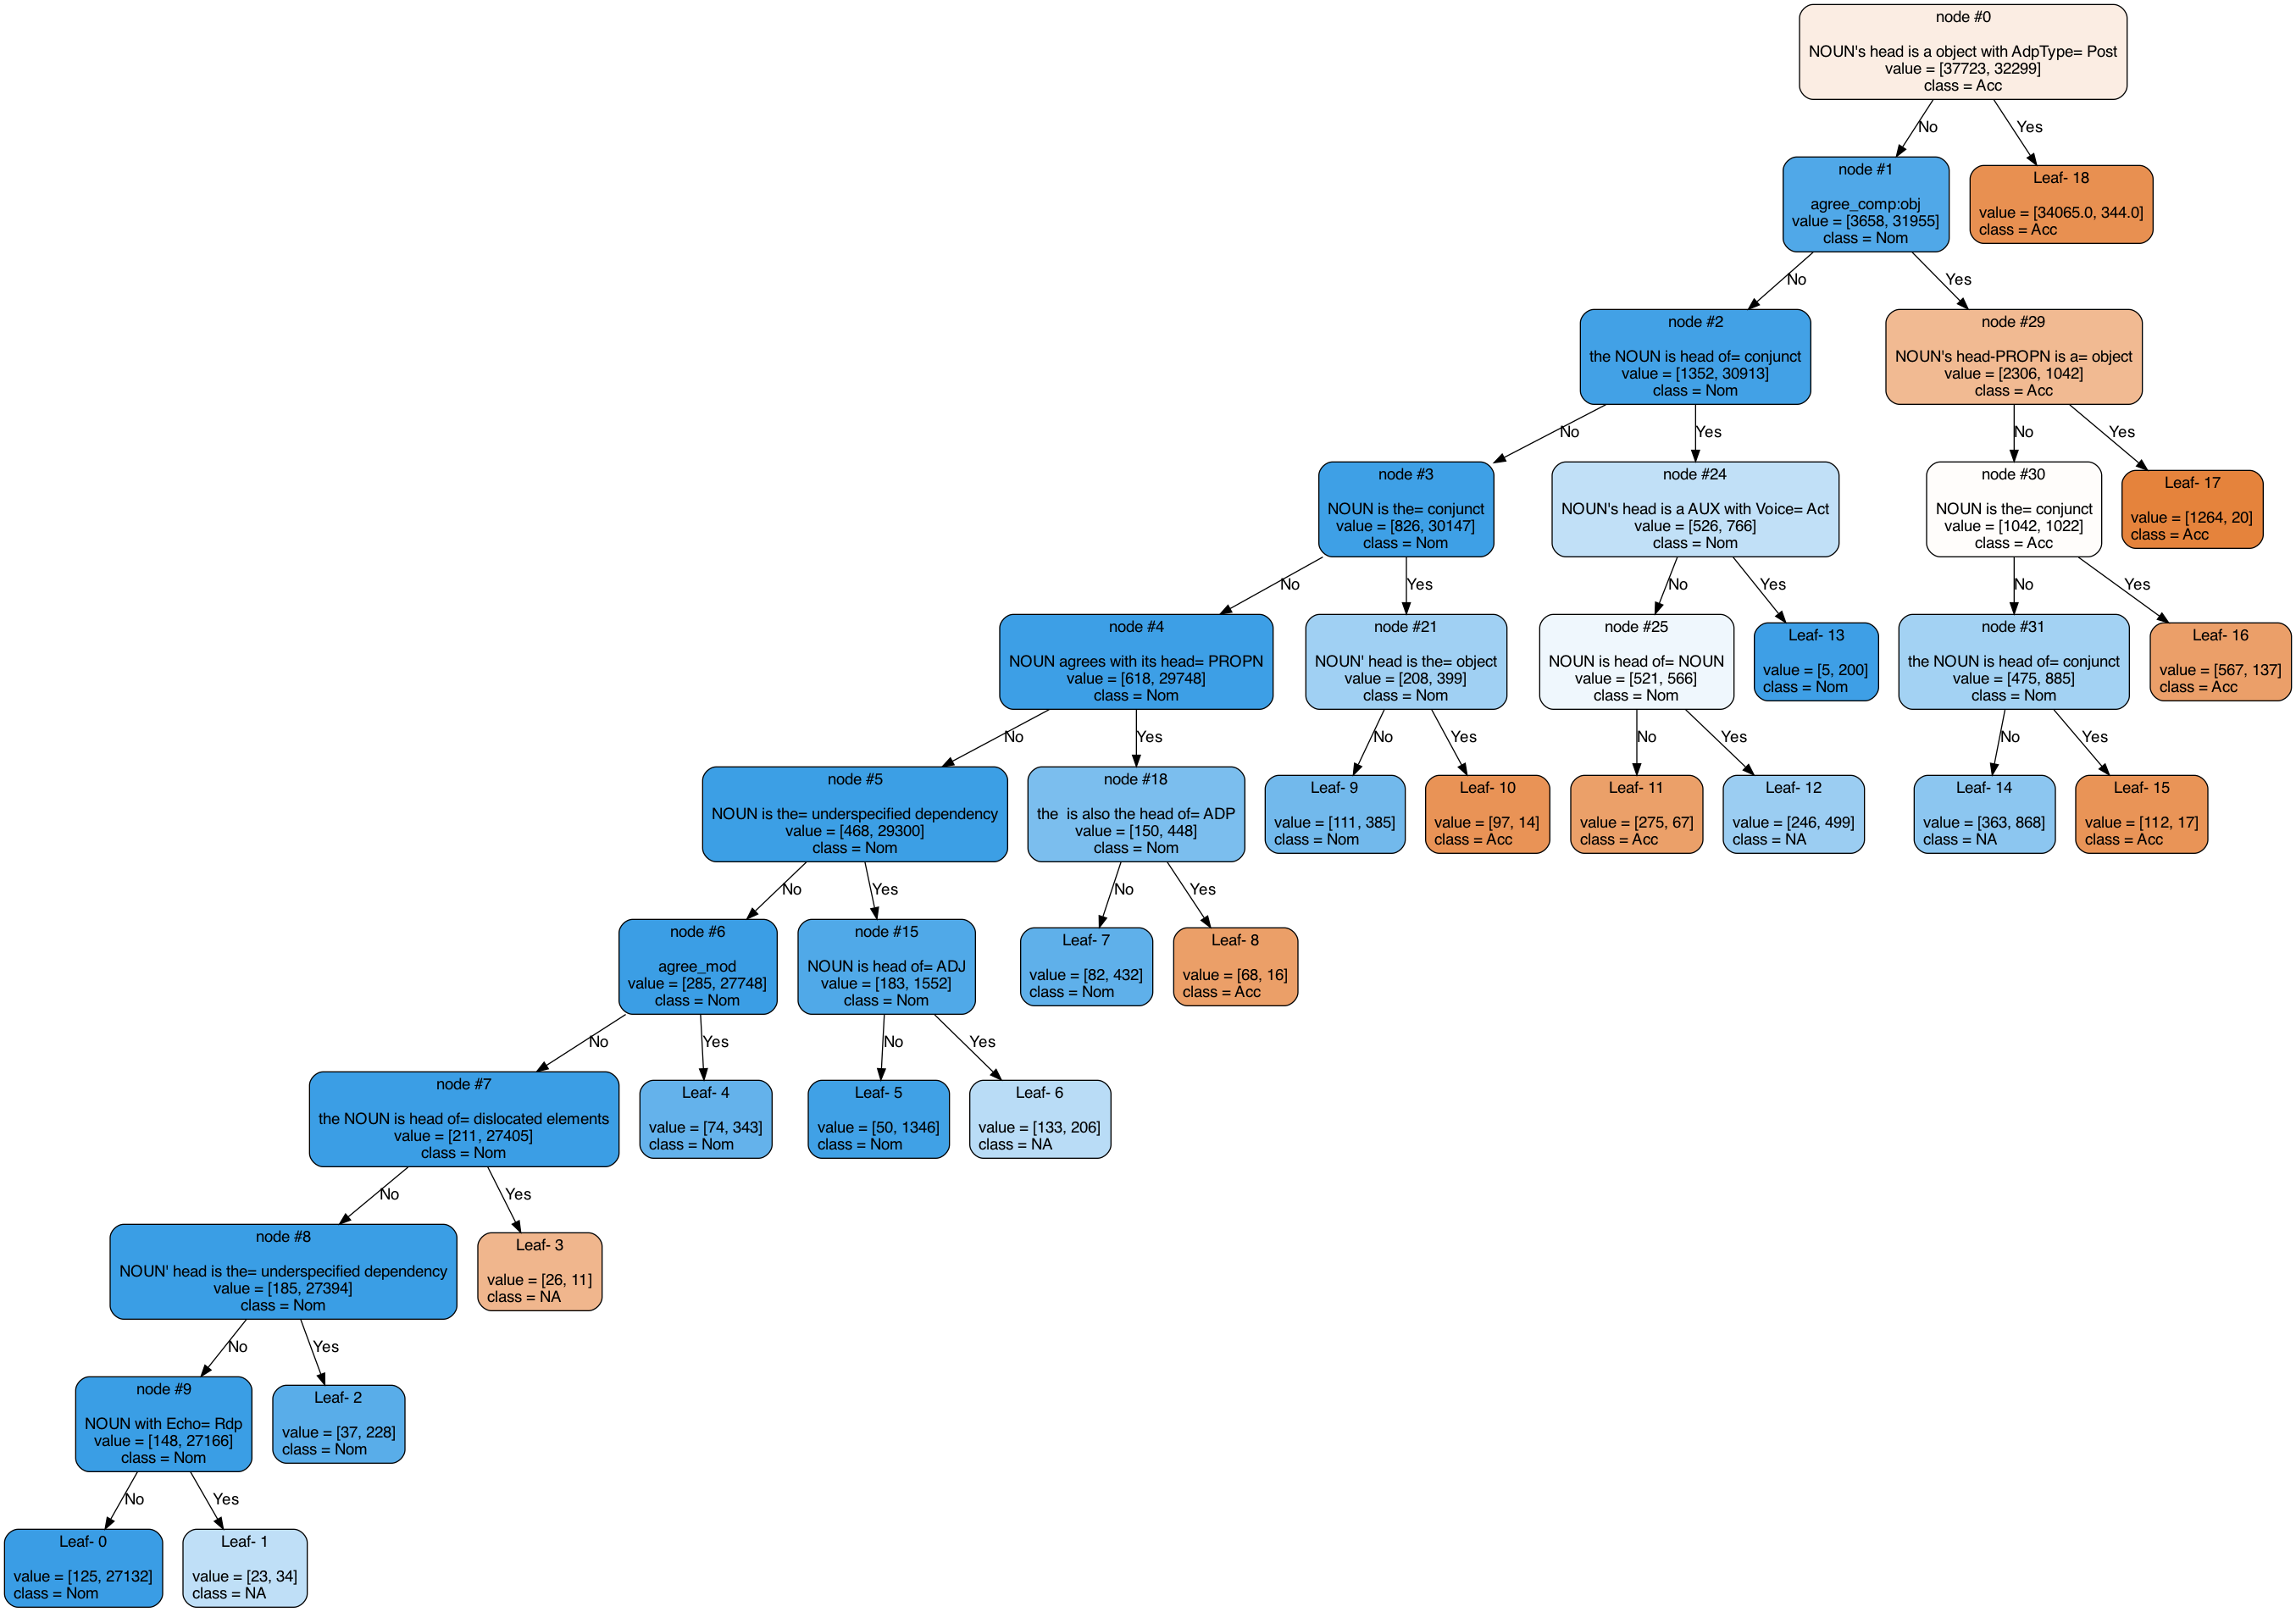 node #0
NOUN's head is a object with AdpType= Post
value = [37723, 32299]
class = Acc
No
Yes
node #1
agree_comp:obj
value = [3658, 31955]
class = Nom
Leaf- 18
value = [34065.0, 344.0]
class = Acc
No
Yes
node #2
the NOUN is head of= conjunct
value = [1352, 30913]
class = Nom
node #29
NOUN's head-PROPN is a= object
value = [2306, 1042]
class = Acc
No
Yes
No
Yes
node #3
NOUN is the= conjunct
value = [826, 30147]
class = Nom
node #24
NOUN's head is a AUX with Voice= Act
value = [526, 766]
class = Nom
node #30
NOUN is the= conjunct
value = [1042, 1022]
class = Acc
Leaf- 17
value = [1264, 20]
class = Acc
No
Yes
No
Yes
No
Yes
node #4
NOUN agrees with its head= PROPN
value = [618, 29748]
class = Nom
node #21
NOUN' head is the= object
value = [208, 399]
class = Nom
node #25
NOUN is head of= NOUN
value = [521, 566]
class = Nom
Leaf- 13
value = [5, 200]
class = Nom
node #31
the NOUN is head of= conjunct
value = [475, 885]
class = Nom
Leaf- 16
value = [567, 137]
class = Acc
No
Yes
No
Yes
No
Yes
No
Yes
node #5
NOUN is the= underspecified dependency
value = [468, 29300]
class = Nom
node #18
the  is also the head of= ADP
value = [150, 448]
class = Nom
Leaf- 9
value = [111, 385]
class = Nom
Leaf- 10
value = [97, 14]
class = Acc
Leaf- 11
value = [275, 67]
class = Acc
Leaf- 12
value = [246, 499]
class = NA
Leaf- 14
value = [363, 868]
class = NA
Leaf- 15
value = [112, 17]
class = Acc
No
Yes
No
Yes
node #6
agree_mod
value = [285, 27748]
class = Nom
node #15
NOUN is head of= ADJ
value = [183, 1552]
class = Nom
Leaf- 7
value = [82, 432]
class = Nom
Leaf- 8
value = [68, 16]
class = Acc
No
Yes
No
Yes
node #7
the NOUN is head of= dislocated elements
value = [211, 27405]
class = Nom
Leaf- 4
value = [74, 343]
class = Nom
Leaf- 5
value = [50, 1346]
class = Nom
Leaf- 6
value = [133, 206]
class = NA
No
Yes
node #8
NOUN' head is the= underspecified dependency
value = [185, 27394]
class = Nom
Leaf- 3
value = [26, 11]
class = NA
No
Yes
node #9
NOUN with Echo= Rdp
value = [148, 27166]
class = Nom
Leaf- 2
value = [37, 228]
class = Nom
No
Yes
Leaf- 0
value = [125, 27132]
class = Nom
Leaf- 1
value = [23, 34]
class = NA